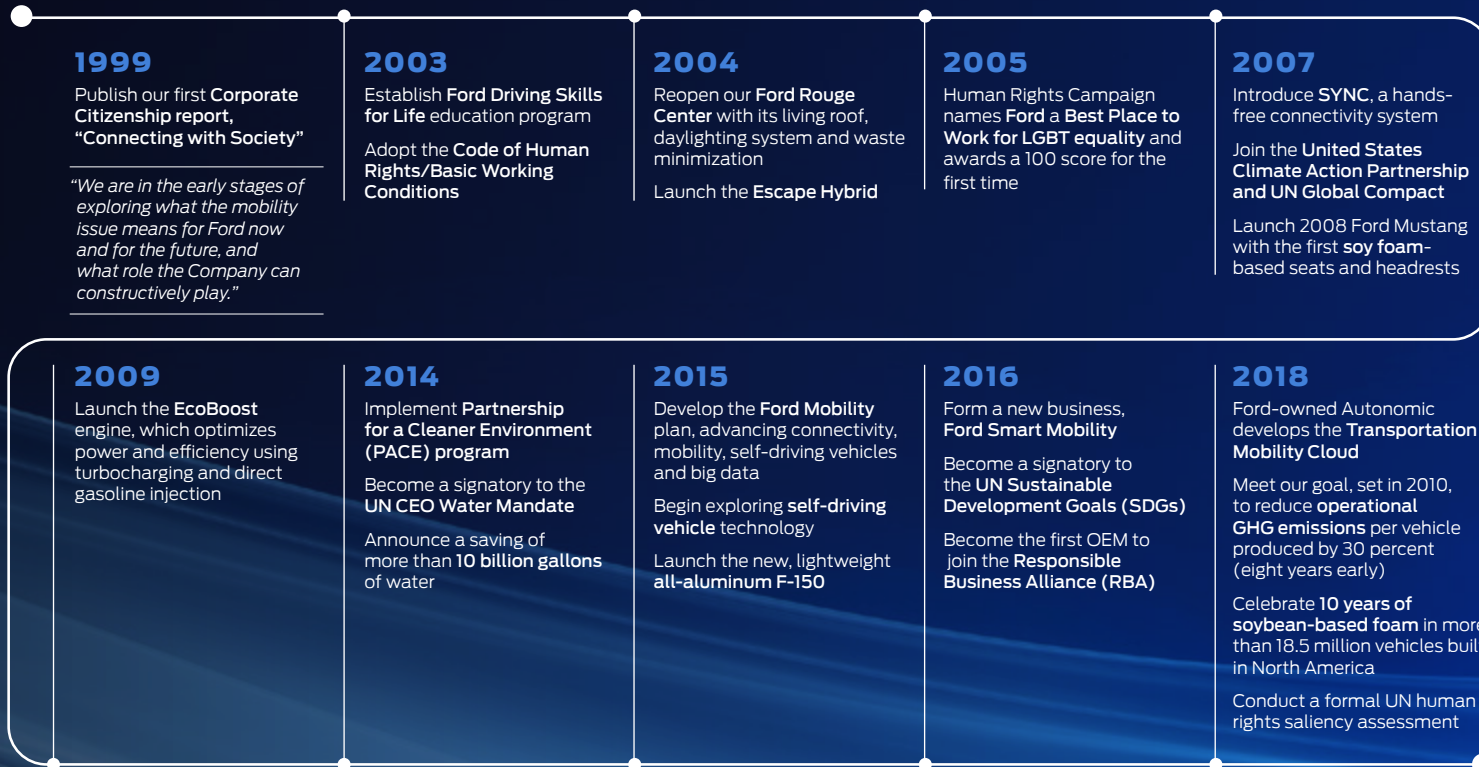 1999
Publish our first Corporate
Citizenship report,
“Connecting with Society”
“We are in the early stages of
exploring what the mobility
issue means for Ford now
and for the future, and
what role the Company can
constructively play.”
2003
Establish Ford Driving Skills
for Life education program
Adopt the Code of Human
Rights/Basic Working
Conditions
2004
Reopen our Ford Rouge
Center with its living roof,
daylighting system and waste
minimization
Launch the Escape Hybrid
2005
Human Rights Campaign
names Ford a Best Place to
Work for LGBT equality and
awards a 100 score for the
first time
2007
Introduce SYNC, a hands-
free connectivity system
Join the United States
Climate Action Partnership
and UN Global Compact
Launch 2008 Ford Mustang
with the first soy foam-
based seats and headrests
2009
Launch the EcoBoost
engine, which optimizes
power and efficiency using
turbocharging and direct
gasoline injection
2014
Implement Partnership
for a Cleaner Environment
(PACE) program
Become a signatory to the
UN CEO Water Mandate
Announce a saving of
more than 10 billion gallons
of water
2015
Develop the Ford Mobility
plan, advancing connectivity,
mobility, self-driving vehicles
and big data
Begin exploring self-driving
vehicle technology
Launch the new, lightweight
all-aluminum F-150
2016
Form a new business,
Ford Smart Mobility
Become a signatory to
the UN Sustainable
Development Goals (SDGs)
Become the first OEM to
join the Responsible
Business Alliance (RBA)
2018
Ford-owned Autonomic
develops the Transportation
Mobility Cloud
Meet our goal, set in 2010,
to reduce operational
GHG emissions per vehicle
produced by 30 percent
(eight years early)
Celebrate 10 years of
soybean-based foam in more
than 18.5 million vehicles buil
in North America
Conduct a formal UN human
rights saliency assessment